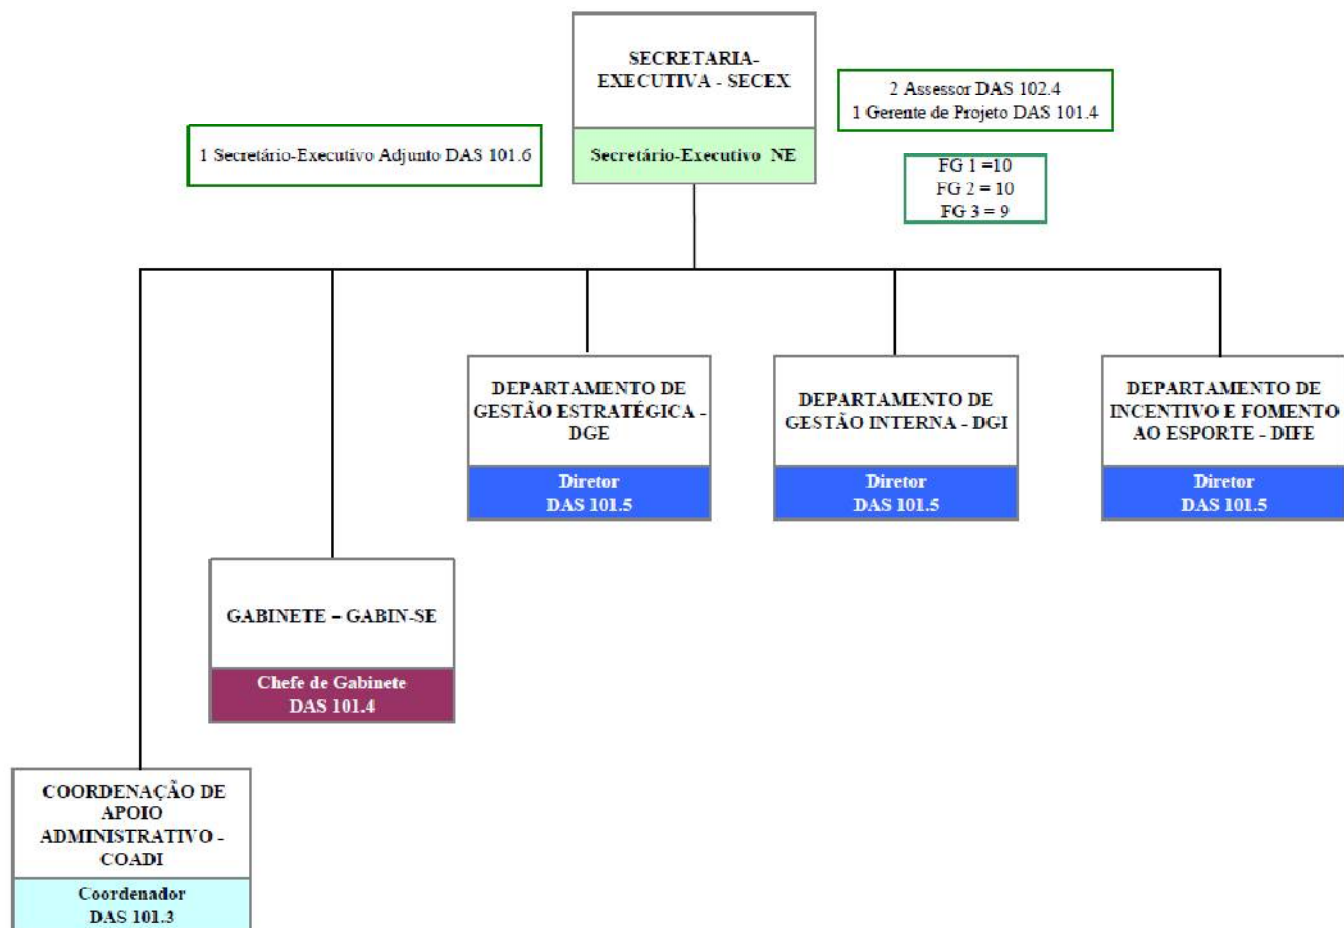 SECRETARIA-
EXECUTIVA - SECEX
Secretário-Executivo NE
2 Assessor DAS 102.4
1 Gerente de Projeto DAS 101.4
1 Secretário-Executivo Adjunto DAS 101.6
FG 1 =10
FG 2 = 10
FG 3 = 9
DEPARTAMENTO DE
GESTÃO ESTRATÉGICA -
DGE
Diretor
DAS 101.5
DEPARTAMENTO DE
GESTÃO INTERNA - DGI
Diretor
DAS 101.5
DEPARTAMENTO DE
INCENTIVO E FOMENTO
AO ESPORTE - DIFE
Diretor
DAS 101.5
GABINETE – GABIN-SE
Chefe de Gabinete
DAS 101.4
COORDENAÇÃO DE
APOIO
ADMINISTRATIVO -
COADI
Coordenador
DAS 101.3